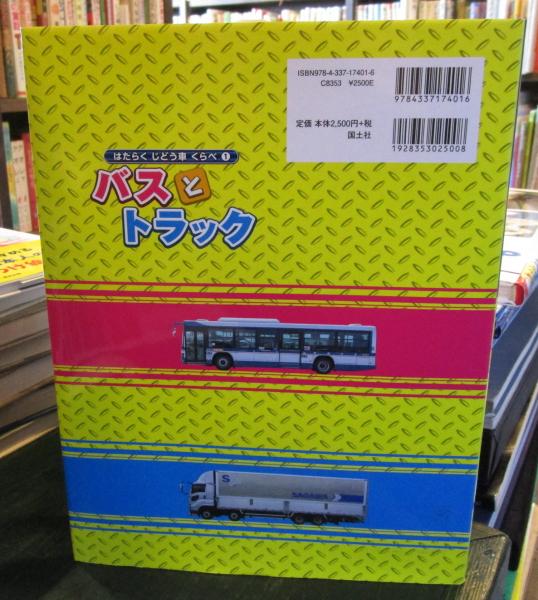 ISBN978-4-337-17401-6
C8353 ¥2500E
9784337174016
定価 本体2,500円+税
国土社
1928353025008
はたらく じどう車 くらべ 1
バスと
トラック
S
SAGAWA